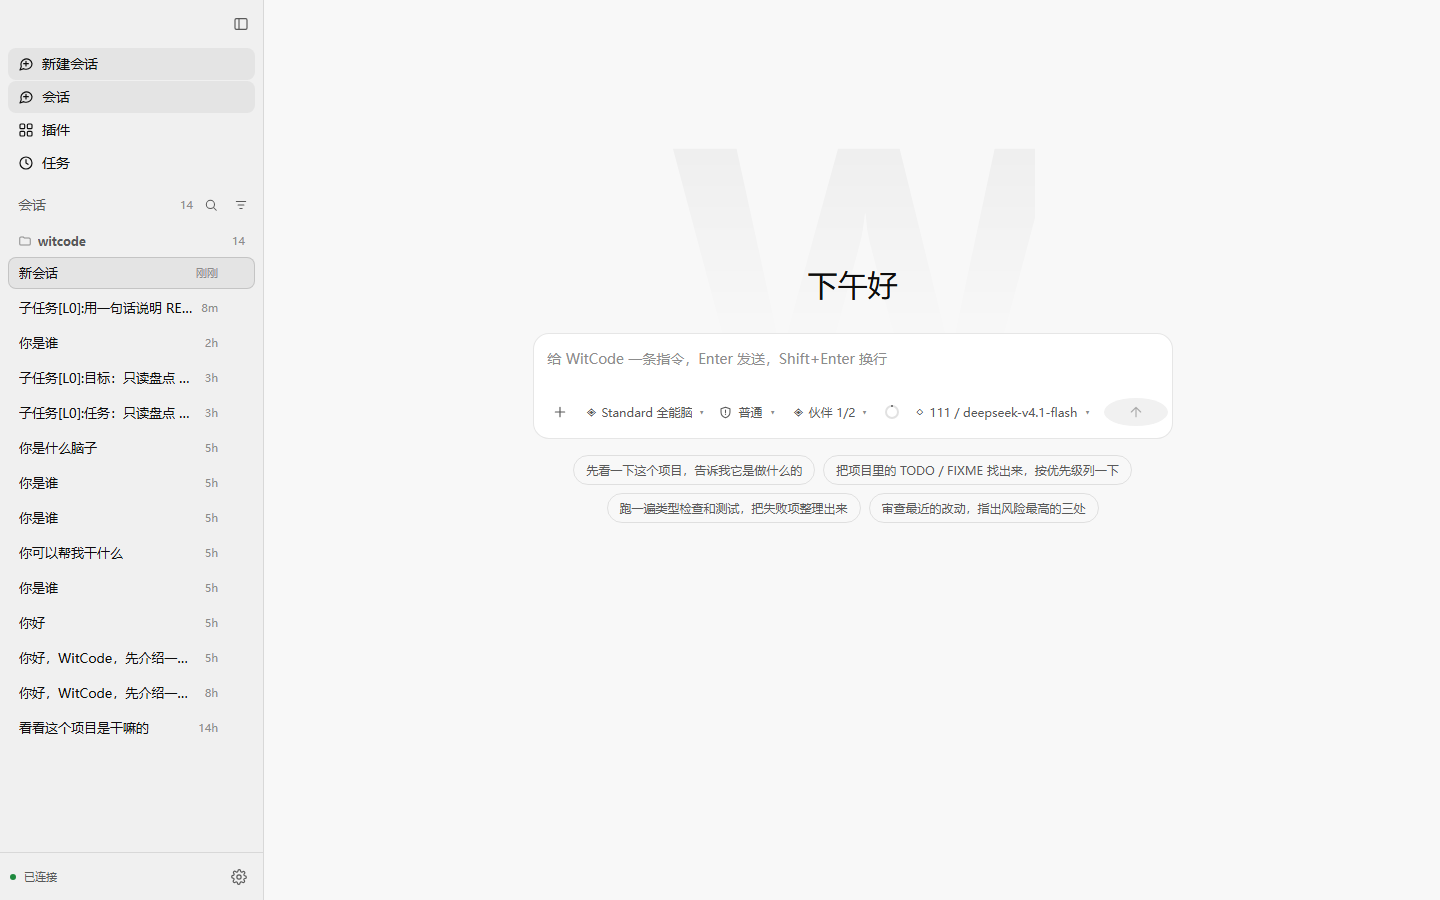 新建会话
会话
插件
任务
会话 14
witcode 14
新会话 刚刚
子任务[L0]:用一句话说明 RE... 8m
你是谁 2h
子任务[L0]:目标：只读盘点 ... 3h
子任务[L0]:任务：只读盘点 ... 3h
你是什么脑子 5h
你是谁 5h
你是谁 5h
你可以帮我干什么 5h
你是谁 5h
你好 5h
你好，WitCode，先介绍一... 5h
你好，WitCode，先介绍一... 8h
看看这个项目是干嘛的 14h
已连接
W
下午好
给 WitCode 一条指令，Enter 发送，Shift+Enter 换行
Standard 全能脑 普通 伙伴 1/2 111 / deepseek-v4.1-flash
先看一下这个项目，告诉我它是做什么的 把项目里的 TODO / FIXME 找出来，按优先级列一下
跑一遍类型检查和测试，把失败项整理出来 审查最近的改动，指出风险最高的三处